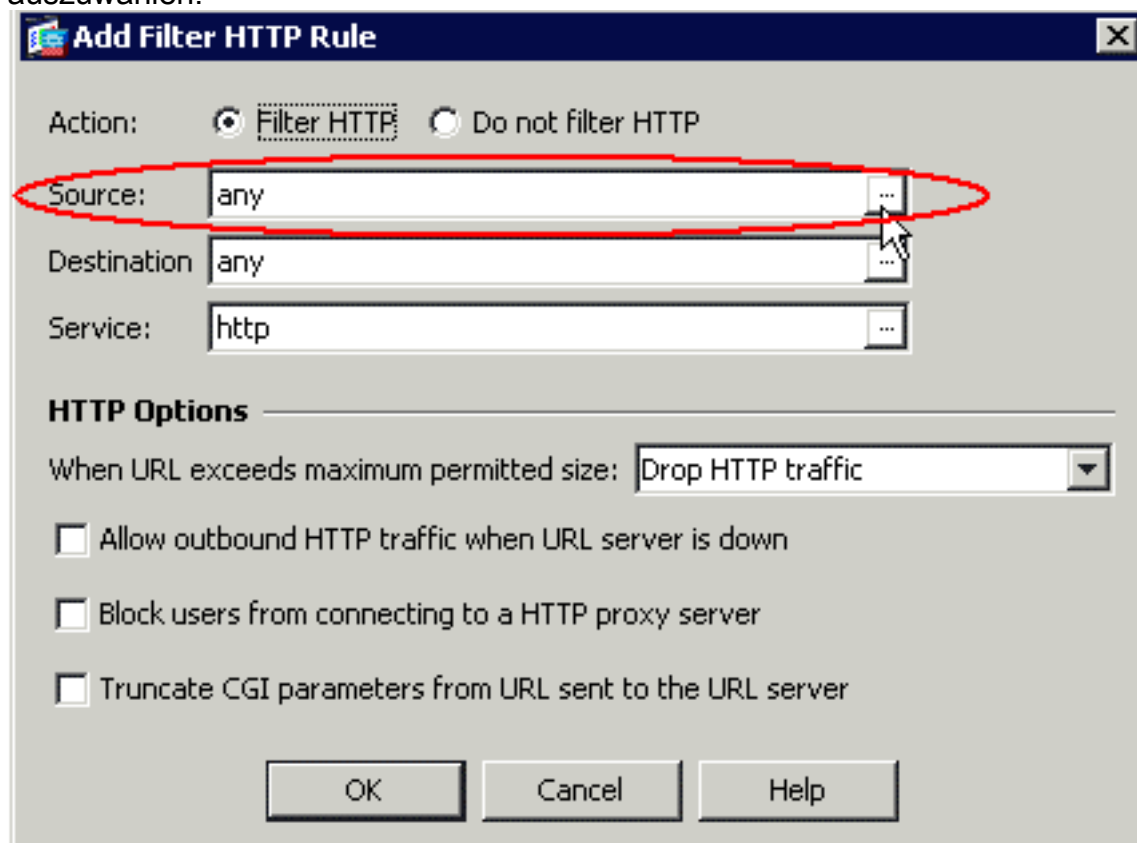 auszuwählen.
Add Filter HTTP Rule
Action: Filter HTTP Do not filter HTTP
Source: any ...
Destination any ...
Service: http ...
HTTP Options
When URL exceeds maximum permitted size: Drop HTTP traffic
Allow outbound HTTP traffic when URL server is down
Block users from connecting to a HTTP proxy server
Truncate CGI parameters from URL sent to the URL server
OK Cancel Help